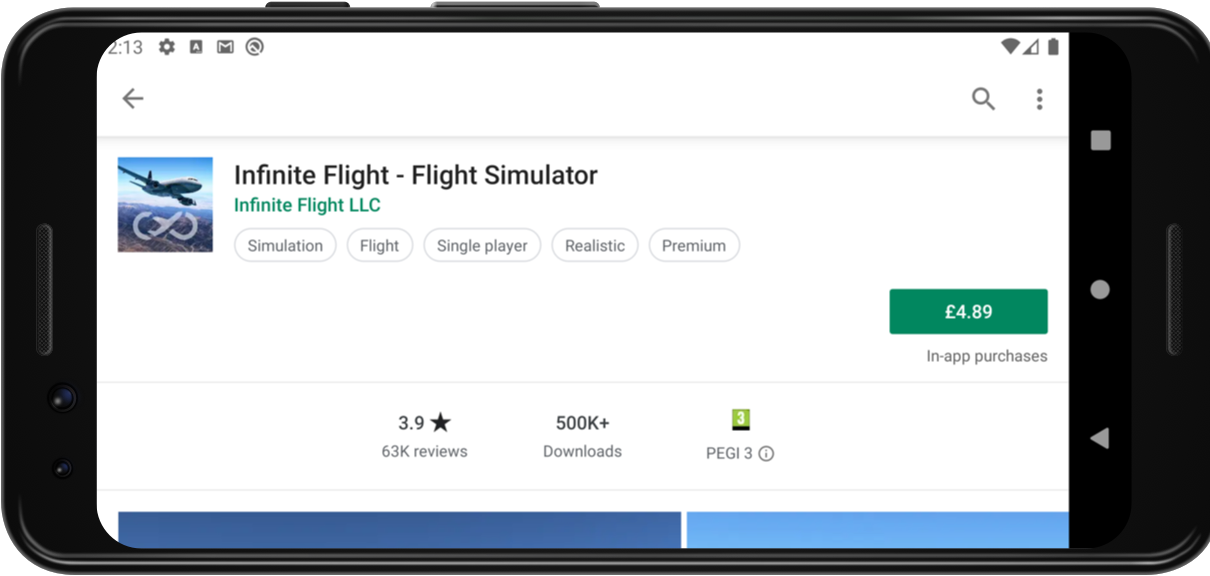 2:13
Infinite Flight - Flight Simulator
Infinite Flight LLC
Simulation Flight Single player Realistic Premium
£4.89
In-app purchases
3.9★ 500K+ 3
63K reviews Downloads PEGI 3